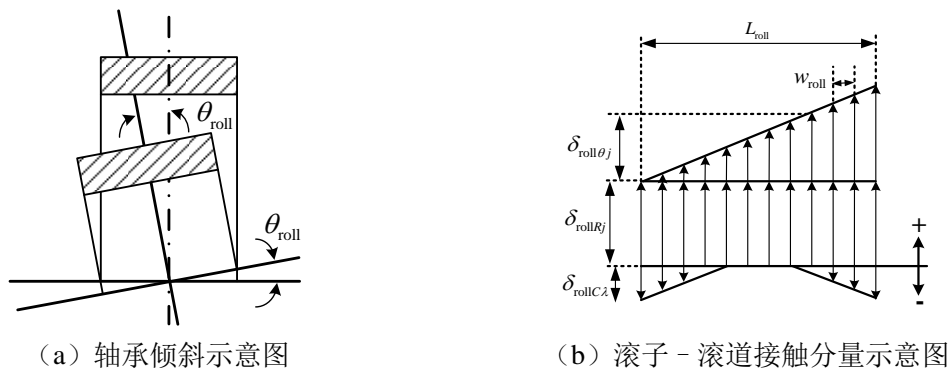 θroll
θroll
（a）轴承倾斜示意图
Lroll
wroll
δrollθj
δrollRj
δrollCλ
+
-
（b）滚子－滚道接触分量示意图